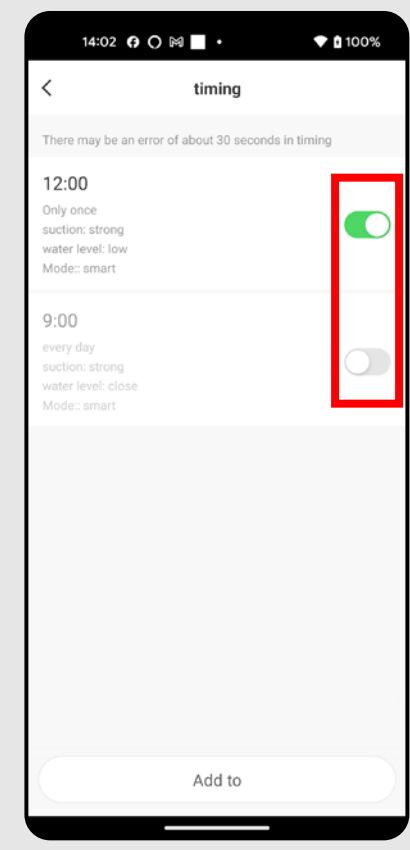 14:02 100%
timing
There may be an error of about 30 seconds in timing
12:00
Only once
suction: strong
water level: low
Mode:: smart
9:00
every day
suction: strong
water level: close
Mode:: smart
Add to